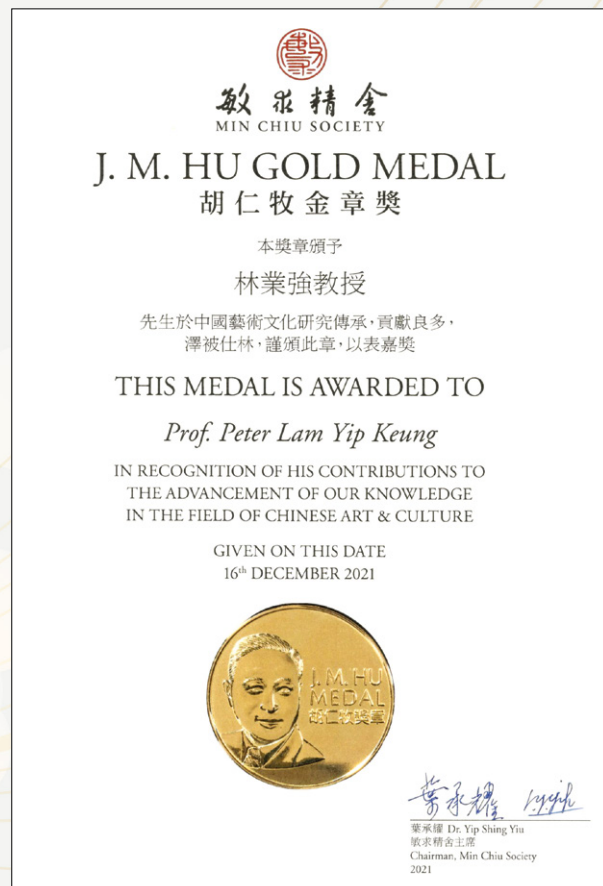 敏求精舍
MIN CHIU SOCIETY
J. M. HU GOLD MEDAL
胡仁牧金章獎
本獎章頒予
林業強教授
先生於中國藝術文化研究傳承，貢獻良多，
澤被仕林，謹頒此章，以表嘉獎
THIS MEDAL IS AWARDED TO
Prof. Peter Lam Yip Keung
IN RECOGNITION OF HIS CONTRIBUTIONS TO
THE ADVANCEMENT OF OUR KNOWLEDGE
IN THE FIELD OF CHINESE ART & CULTURE
GIVEN ON THIS DATE
16th DECEMBER 2021
J. M. HU
MEDAL
胡仁牧獎章
葉承耀
葉承耀 Dr. Yip Shing Yiu
敏求精舍主席
Chairman, Min Chiu Society
2021